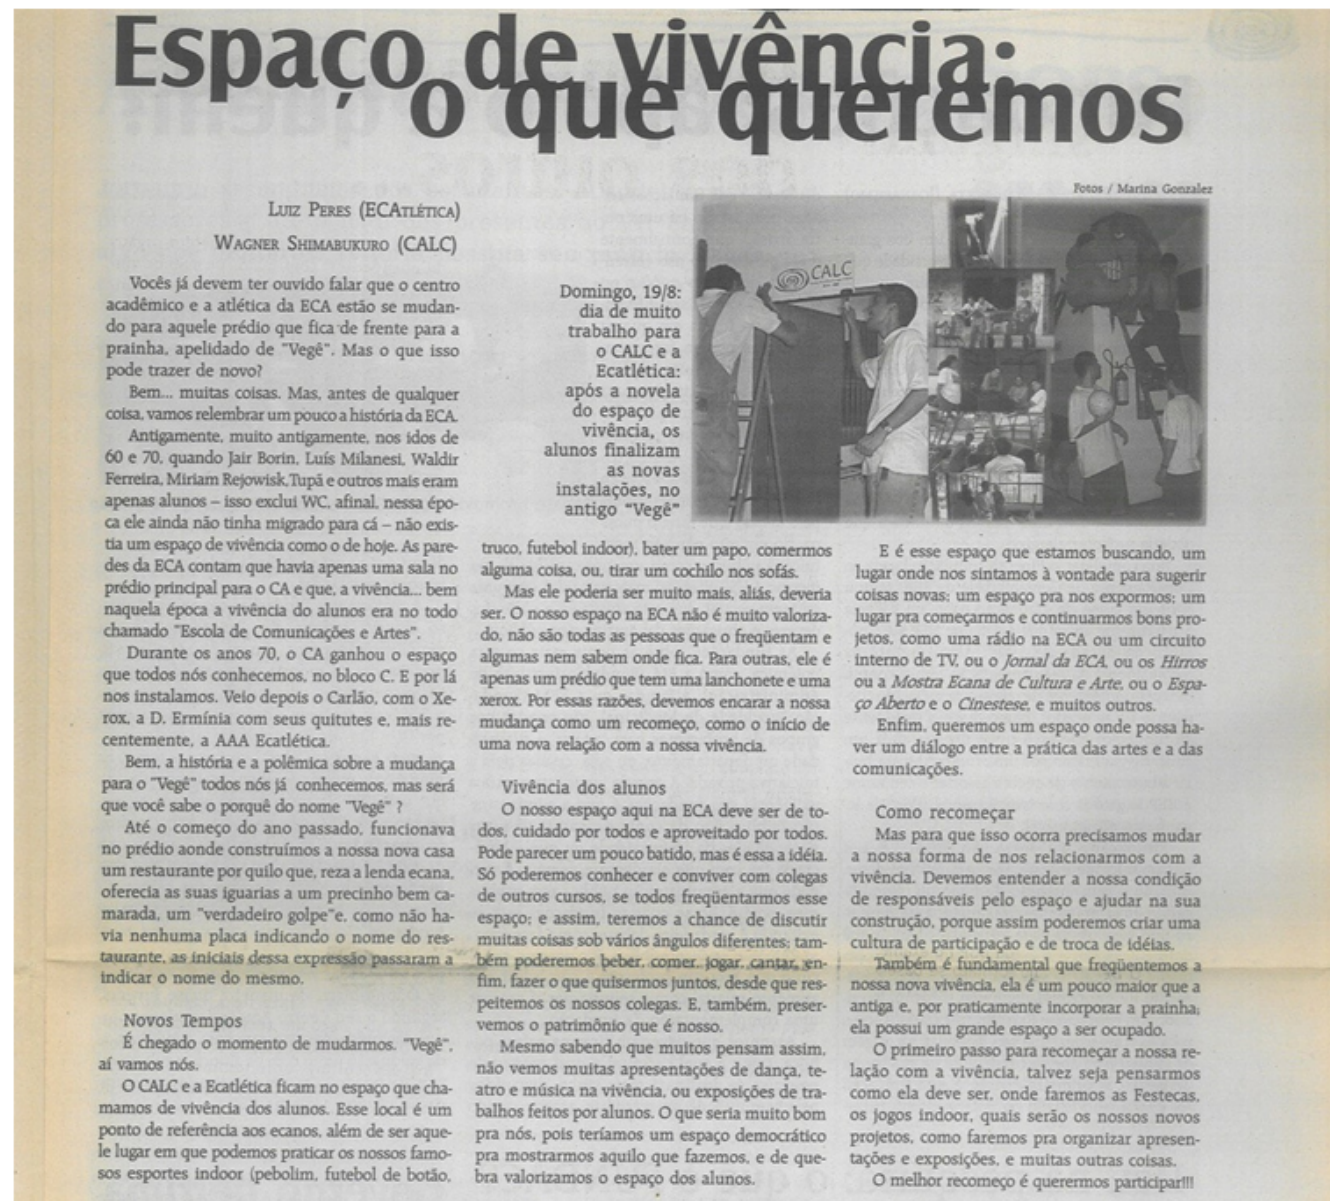 Espaço de vivência:
o que queremos
Fotos / Marina Gonzalez
LUIZ PERES (ECATLÉTICA)
WAGNER SHIMABUKURO (CALC)
Vocês já devem ter ouvido falar que o centro
acadêmico e a atlética da ECA estão se mudan-
do para aquele prédio que fica de frente para a
prainha, apelidado de "Vegê". Mas o que isso
pode trazer de novo?
Bem... muitas coisas. Mas, antes de qualquer
coisa, vamos relembrar um pouco a história da ECA.
Antigamente, muito antigamente, nos idos de
60 e 70, quando Jair Borin, Luís Milanesi, Waldir
Ferreira, Miriam Rejowisk,Tupã e outros mais eram
apenas alunos – isso exclui WC, afinal, nessa épo-
ca ele ainda não tinha migrado para cá – não exis-
tia um espaço de vivência como o de hoje. As pare-
des da ECA contam que havia apenas uma sala no
prédio principal para o CA e que, a vivência... bem
naquela época a vivência do alunos era no todo
chamado "Escola de Comunicações e Artes".
Durante os anos 70, o CA ganhou o espaço
que todos nós conhecemos, no bloco C. E por lá
nos instalamos. Veio depois o Carlão, com o Xe-
rox, a D. Ermínia com seus quitutes e, mais re-
centemente, a AAA Ecatlética.
Bem, a história e a polêmica sobre a mudança
para o "Vegê" todos nós já conhecemos, mas será
que você sabe o porquê do nome "Vegê" ?
Até o começo do ano passado, funcionava
no prédio aonde construímos a nossa nova casa
um restaurante por quilo que, reza a lenda ecana,
oferecia as suas iguarias a um precinho bem ca-
marada, um "verdadeiro golpe"e, como não ha-
via nenhuma placa indicando o nome do res-
taurante, as iniciais dessa expressão passaram a
indicar o nome do mesmo.
Novos Tempos
É chegado o momento de mudarmos. "Vegê",
aí vamos nós.
O CALC e a Ecatlética ficam no espaço que cha-
mamos de vivência dos alunos. Esse local é um
ponto de referência aos ecanos, além de ser aque-
le lugar em que podemos praticar os nossos famo-
sos esportes indoor (pebolim, futebol de botão,
Domingo, 19/8:
dia de muito
trabalho para
o CALC e a
Ecatlética:
após a novela
do espaço de
vivência, os
alunos finalizam
as novas
instalações, no
antigo "Vegê"
CALC
truco, futebol indoor), bater um papo, comermos
alguma coisa, ou, tirar um cochilo nos sofás.
Mas ele poderia ser muito mais, aliás, deveria
ser. O nosso espaço na ECA não é muito valoriza-
do, não são todas as pessoas que o freqüentam e
algumas nem sabem onde fica. Para outras, ele é
apenas um prédio que tem uma lanchonete e uma
xerox. Por essas razões, devemos encarar a nossa
mudança como um recomeço, como o início de
uma nova relação com a nossa vivência.
Vivência dos alunos
O nosso espaço aqui na ECA deve ser de to-
dos, cuidado por todos e aproveitado por todos.
Pode parecer um pouco batido, mas é essa a idéia.
Só poderemos conhecer e conviver com colegas
de outros cursos, se todos freqüentarmos esse
espaço; e assim, teremos a chance de discutir
muitas coisas sob vários ângulos diferentes; tam-
bém poderemos beber, comer, jogar, cantar, en-
fim, fazer o que quisermos juntos, desde que res-
peitemos os nossos colegas. E, também, preser-
vemos o patrimônio que é nosso.
Mesmo sabendo que muitos pensam assim,
não vemos muitas apresentações de dança, te-
atro e música na vivência, ou exposições de tra-
balhos feitos por alunos. O que seria muito bom
pra nós, pois teríamos um espaço democrático
pra mostrarmos aquilo que fazemos, e de que-
bra valorizamos o espaço dos alunos.
E é esse espaço que estamos buscando, um
lugar onde nos sintamos à vontade para sugerir
coisas novas; um espaço pra nos expormos; um
lugar pra começarmos e continuarmos bons pro-
jetos, como uma rádio na ECA ou um circuito
interno de TV, ou o Jornal da ECA, ou os Hirros
ou a Mostra Ecana de Cultura e Arte, ou o Espa-
ço Aberto e o Cinestese, e muitos outros.
Enfim, queremos um espaço onde possa ha-
ver um diálogo entre a prática das artes e a das
comunicações.
Como recomeçar
Mas para que isso ocorra precisamos mudar
a nossa forma de nos relacionarmos com a
vivência. Devemos entender a nossa condição
de responsáveis pelo espaço e ajudar na sua
construção, porque assim poderemos criar uma
cultura de participação e de troca de idéias.
Também é fundamental que freqüentemos a
nossa nova vivência, ela é um pouco maior que a
antiga e, por praticamente incorporar a prainha;
ela possui um grande espaço a ser ocupado.
O primeiro passo para recomeçar a nossa re-
lação com a vivência, talvez seja pensarmos
como ela deve ser, onde faremos as Festecas,
os jogos indoor, quais serão os nossos novos
projetos, como faremos pra organizar apresen-
tações e exposições, e muitas outras coisas.
O melhor recomeço é querermos participar!!!